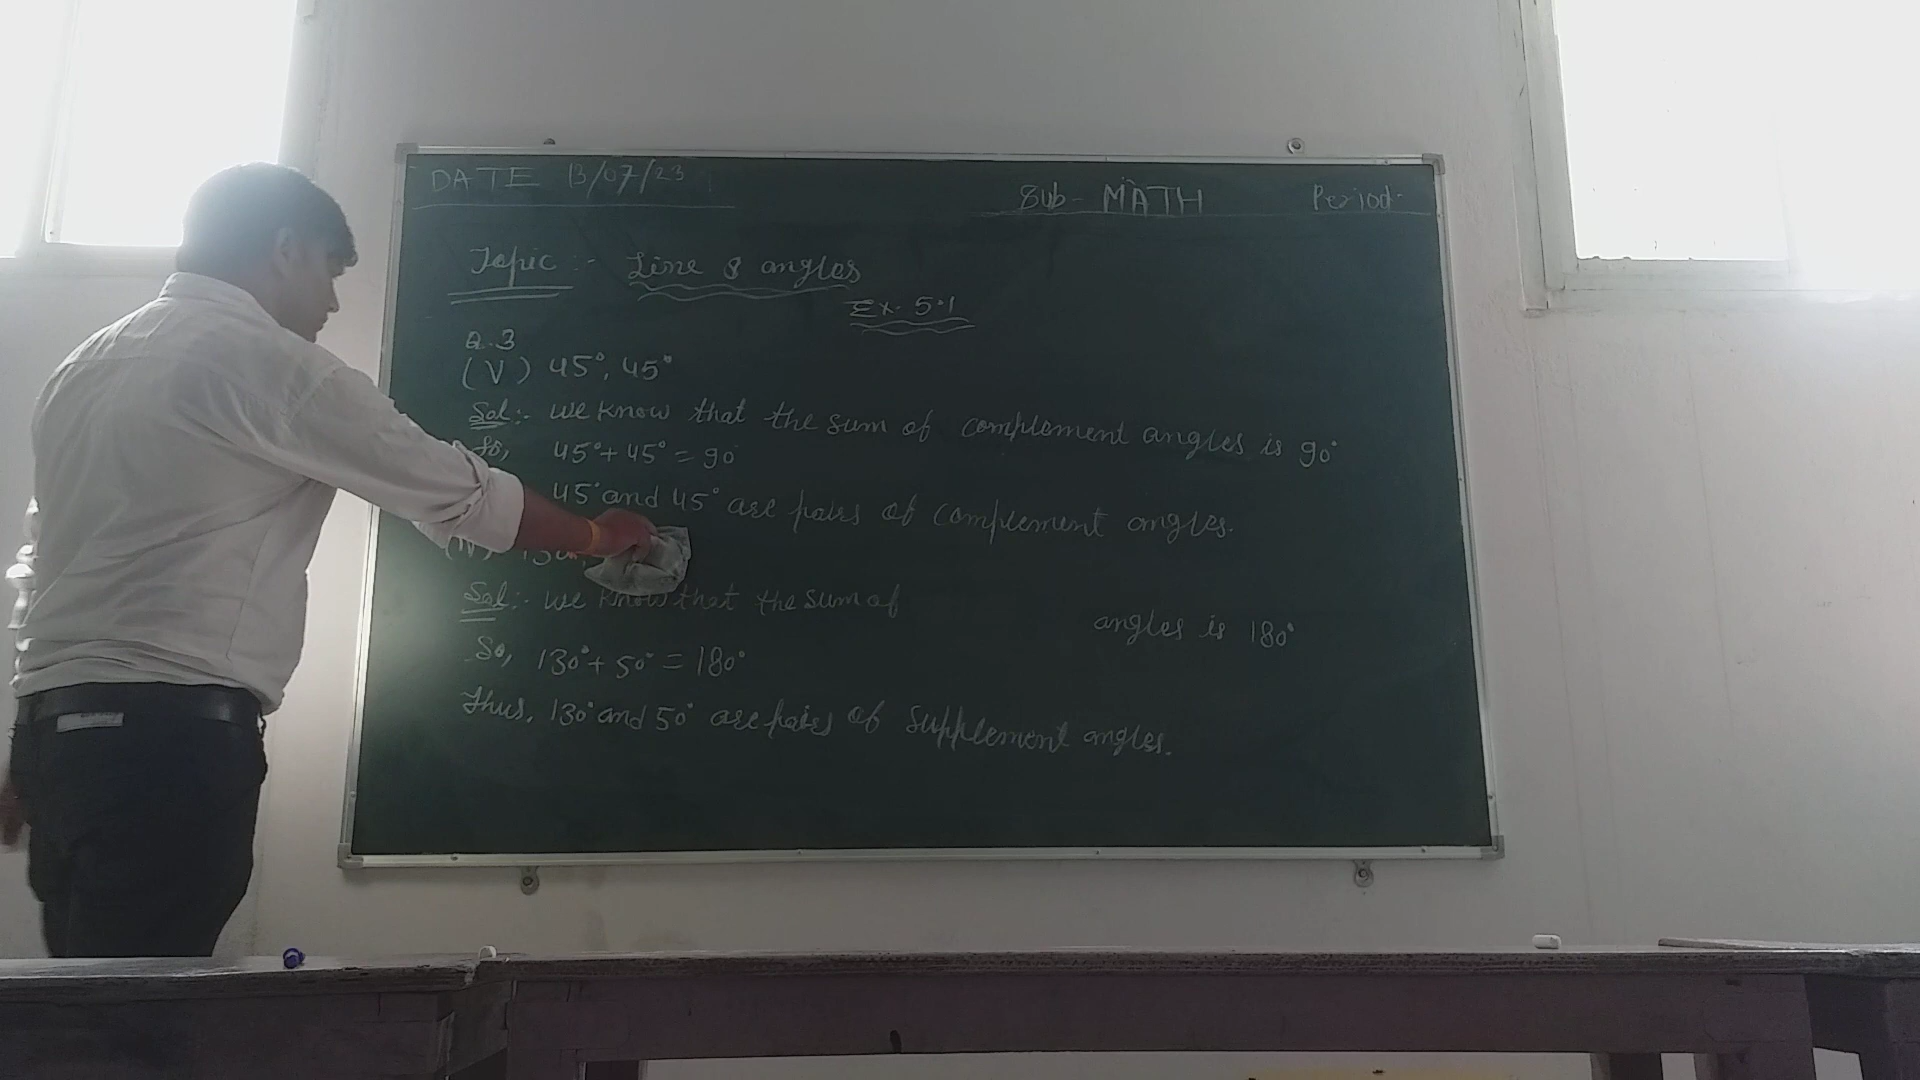 DATE 13/07/23
Sub- MATH
Period-
Topic :- Line & angles
Ex. 5.1
Q.3
(V) 45°, 45°
Sol:- We know that the sum of complement angles is 90°
So, 45° + 45° = 90°
45° and 45° are pairs of complement angles.
Sol:- We know that the sum of angles is 180°
So, 130° + 50° = 180°
Thus, 130° and 50° are pairs of supplement angles.